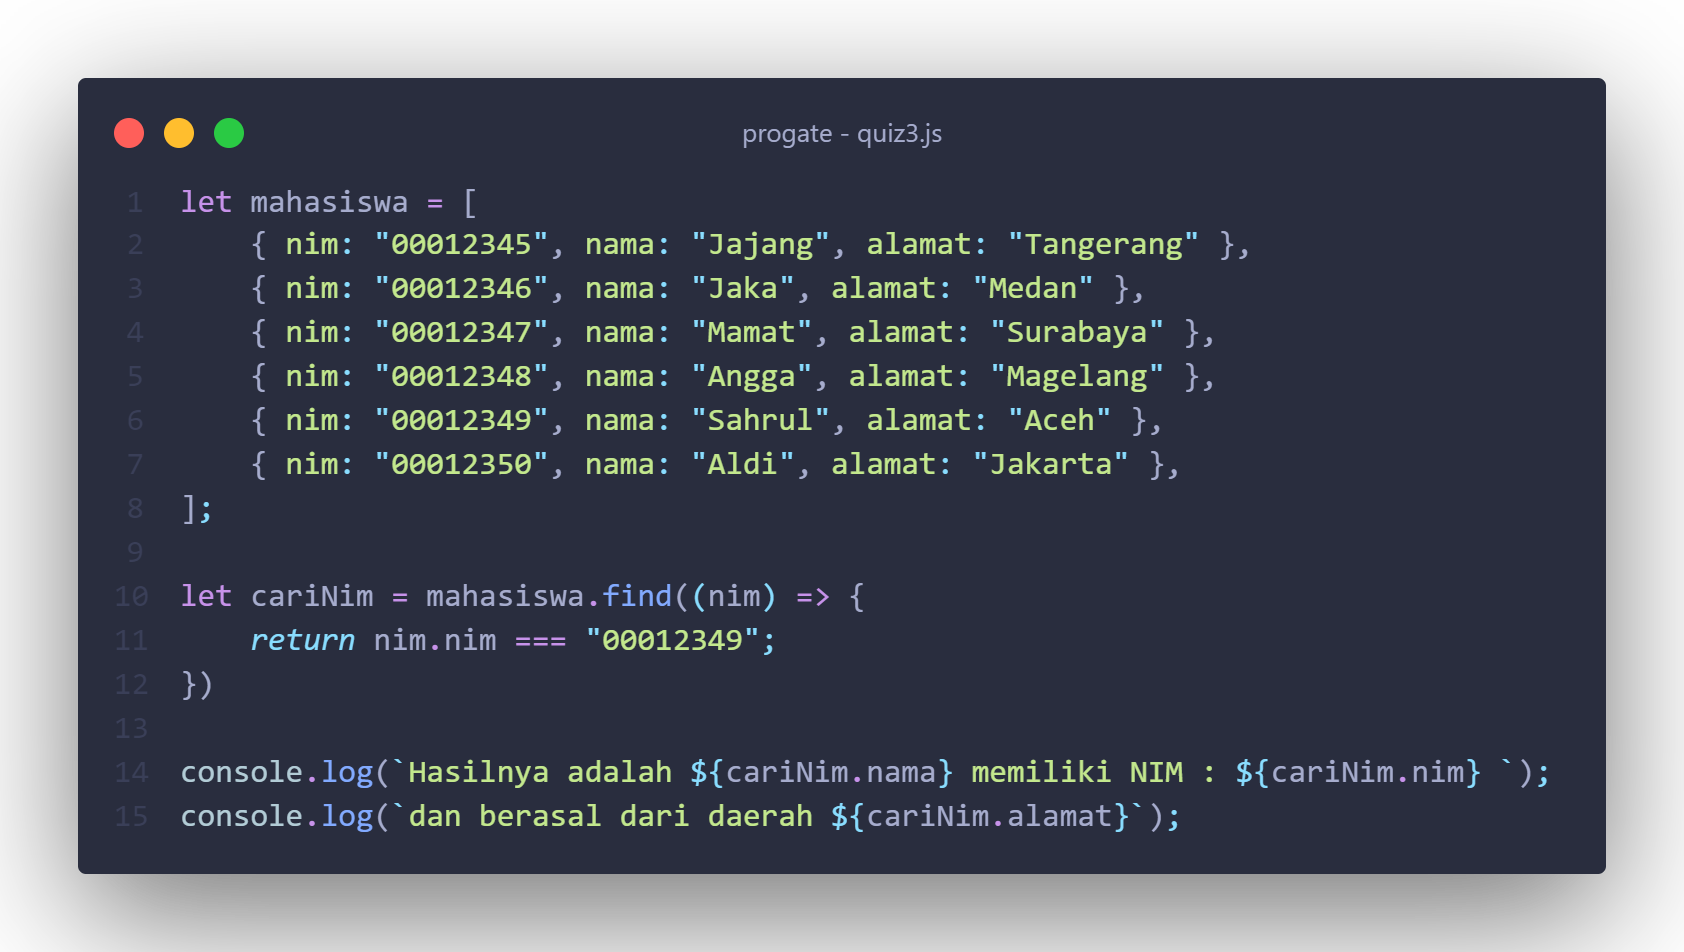 progate - quiz3.js
1 let mahasiswa = [
2     { nim: "00012345", nama: "Jajang", alamat: "Tangerang" },
3     { nim: "00012346", nama: "Jaka", alamat: "Medan" },
4     { nim: "00012347", nama: "Mamat", alamat: "Surabaya" },
5     { nim: "00012348", nama: "Angga", alamat: "Magelang" },
6     { nim: "00012349", nama: "Sahrul", alamat: "Aceh" },
7     { nim: "00012350", nama: "Aldi", alamat: "Jakarta" },
8 ];
9
10 let cariNim = mahasiswa.find((nim) => {
11     return nim.nim === "00012349";
12 })
13
14 console.log(`Hasilnya adalah ${cariNim.nama} memiliki NIM : ${cariNim.nim} `);
15 console.log(`dan berasal dari daerah ${cariNim.alamat}`);